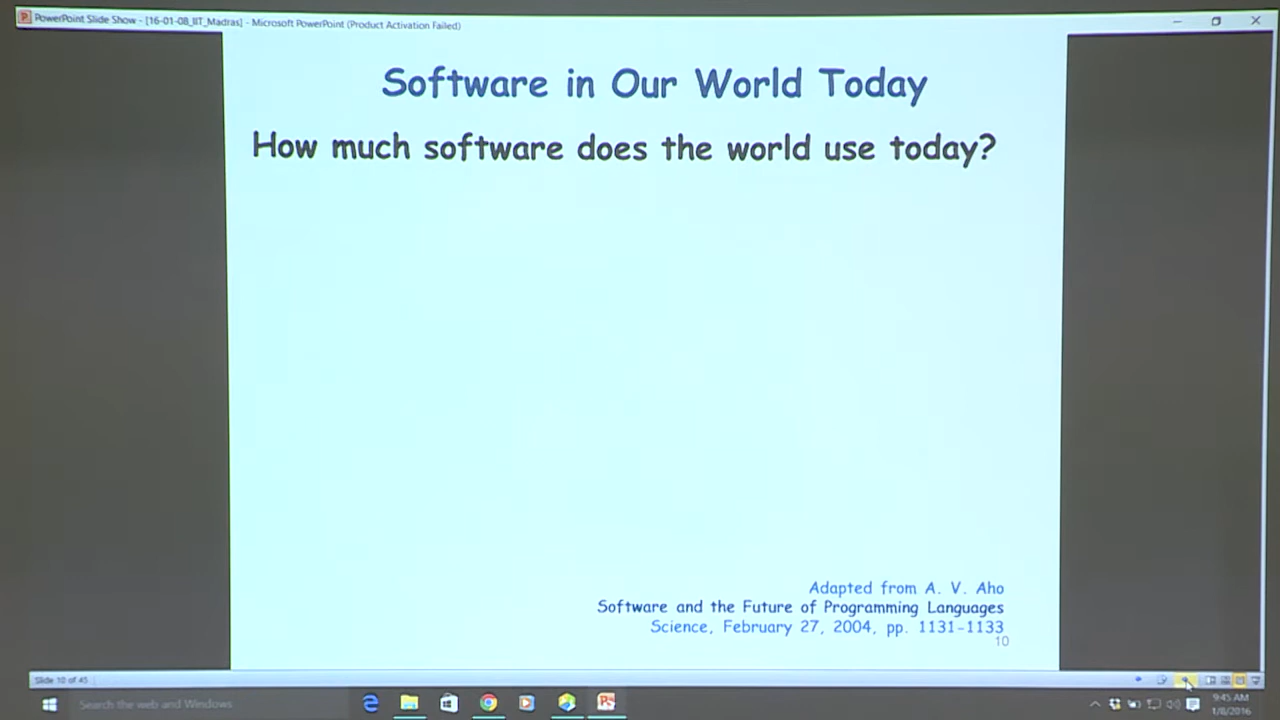 PowerPoint Slide Show - [16-01-08_IIT_Madras] - Microsoft PowerPoint (Product Activation Failed)
Software in Our World Today
How much software does the world use today?
Adapted from A. V. Aho
Software and the Future of Programming Languages
Science, February 27, 2004, pp. 1131-1133
10
Slide 10 of 45
Search the web and Windows
9:45 AM
1/8/2016